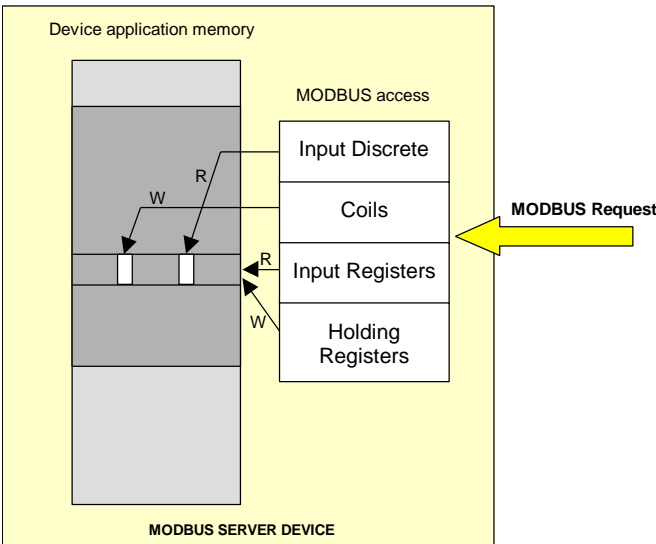 Device application memory
MODBUS access
Input Discrete
R
W
Coils
MODBUS Request
R
Input Registers
W
Holding
Registers
MODBUS SERVER DEVICE